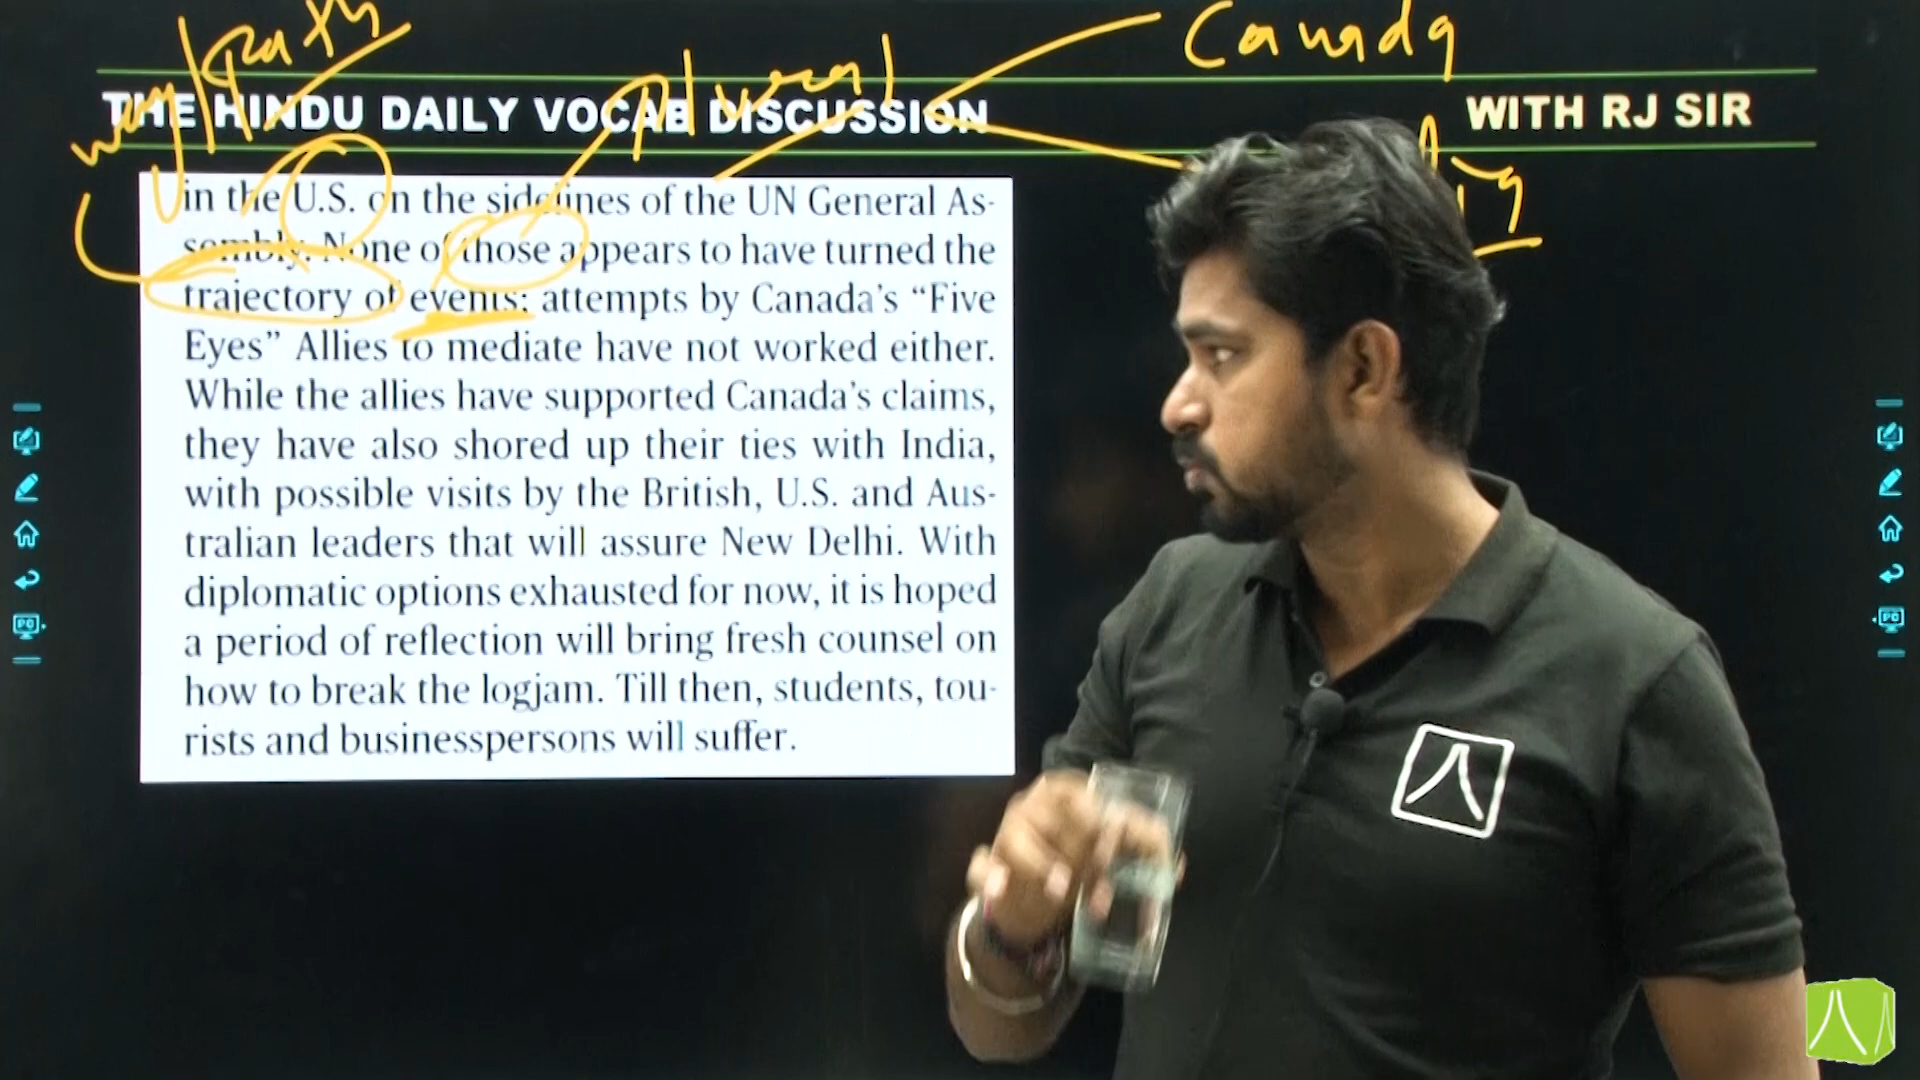 Canada
way/path
plural
THE HINDU DAILY VOCAB DISCUSSION
WITH RJ SIR
in the U.S. on the sidelines of the UN General As-
sembly. None of those appears to have turned the
trajectory of events; attempts by Canada's “Five
Eyes” Allies to mediate have not worked either.
While the allies have supported Canada's claims,
they have also shored up their ties with India,
with possible visits by the British, U.S. and Aus-
tralian leaders that will assure New Delhi. With
diplomatic options exhausted for now, it is hoped
a period of reflection will bring fresh counsel on
how to break the logjam. Till then, students, tou-
rists and businesspersons will suffer.